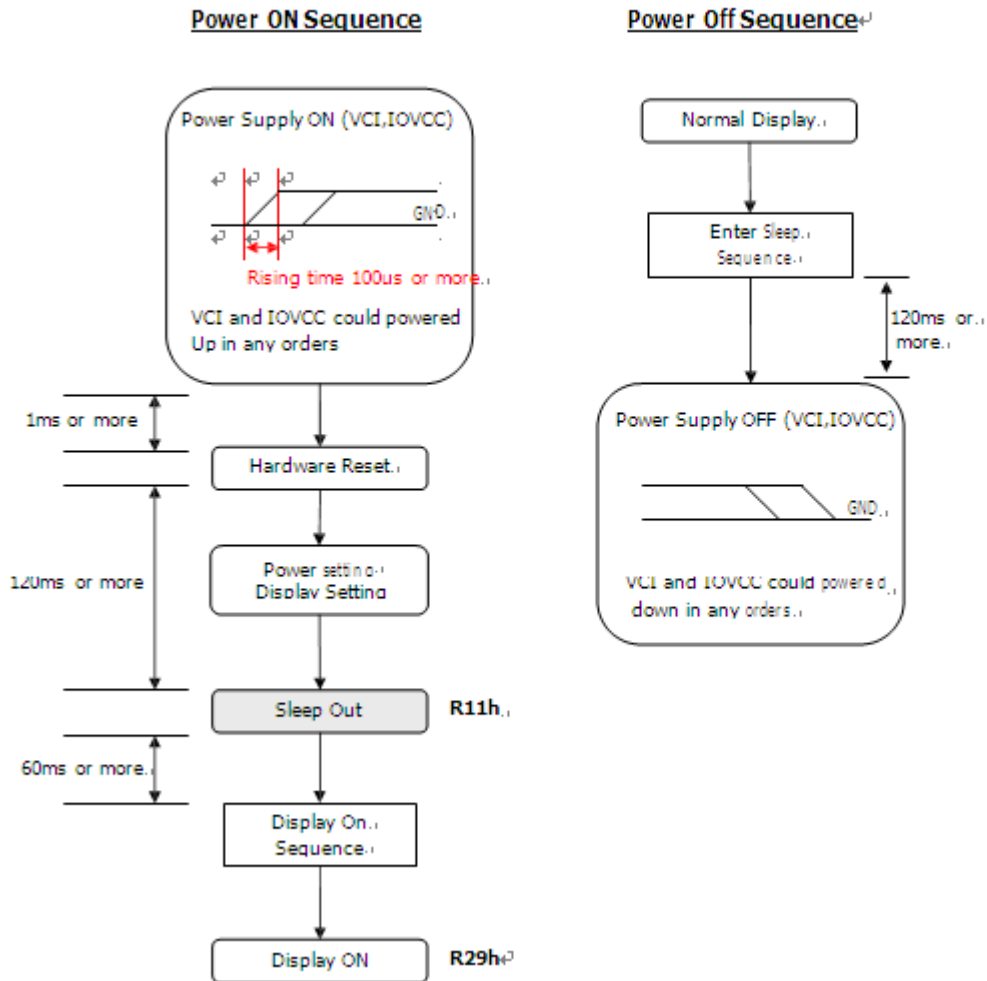 Power ON Sequence
Power Supply ON (VCI,IOVCC)
GND.
Rising time 100us or more.
VCI and IOVCC could powered
Up in any orders
1ms or more
Hardware Reset.
120ms or more
Power setting
Display Setting
Sleep Out
R11h.
60ms or more.
Display On.
Sequence.
Display ON
R29h↵
Power Off Sequence↵
Normal Display.
Enter Sleep.
Sequence.
120ms or.
more.
Power Supply OFF (VCI,IOVCC)
GND.
VCI and IOVCC could powered.
down in any orders.